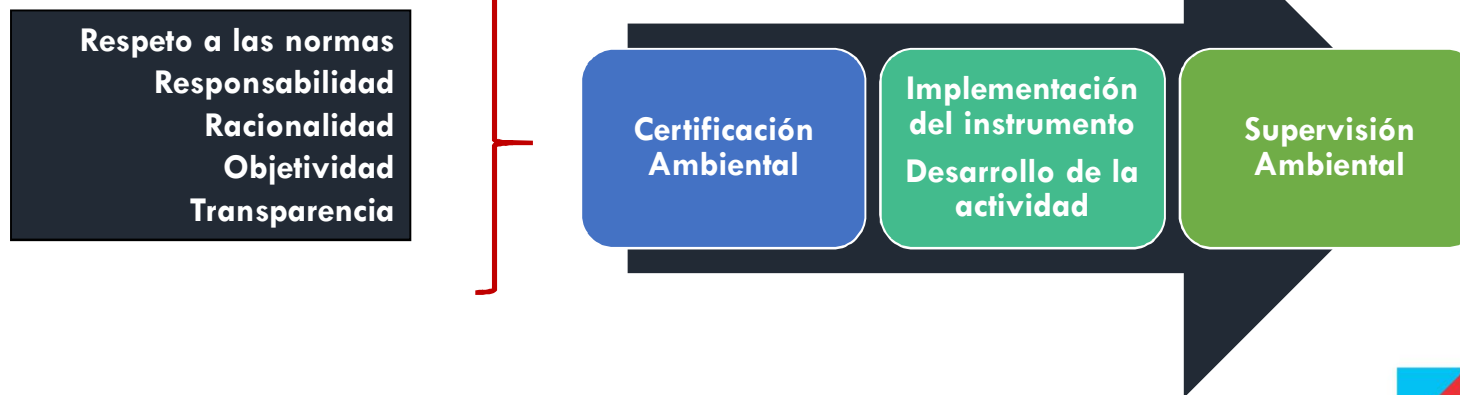 Respeto a las normas
Responsabilidad
Racionalidad
Objetividad
Transparencia
Certificación
Ambiental
Implementación
del instrumento
Desarrollo de la
actividad
Supervisión
Ambiental